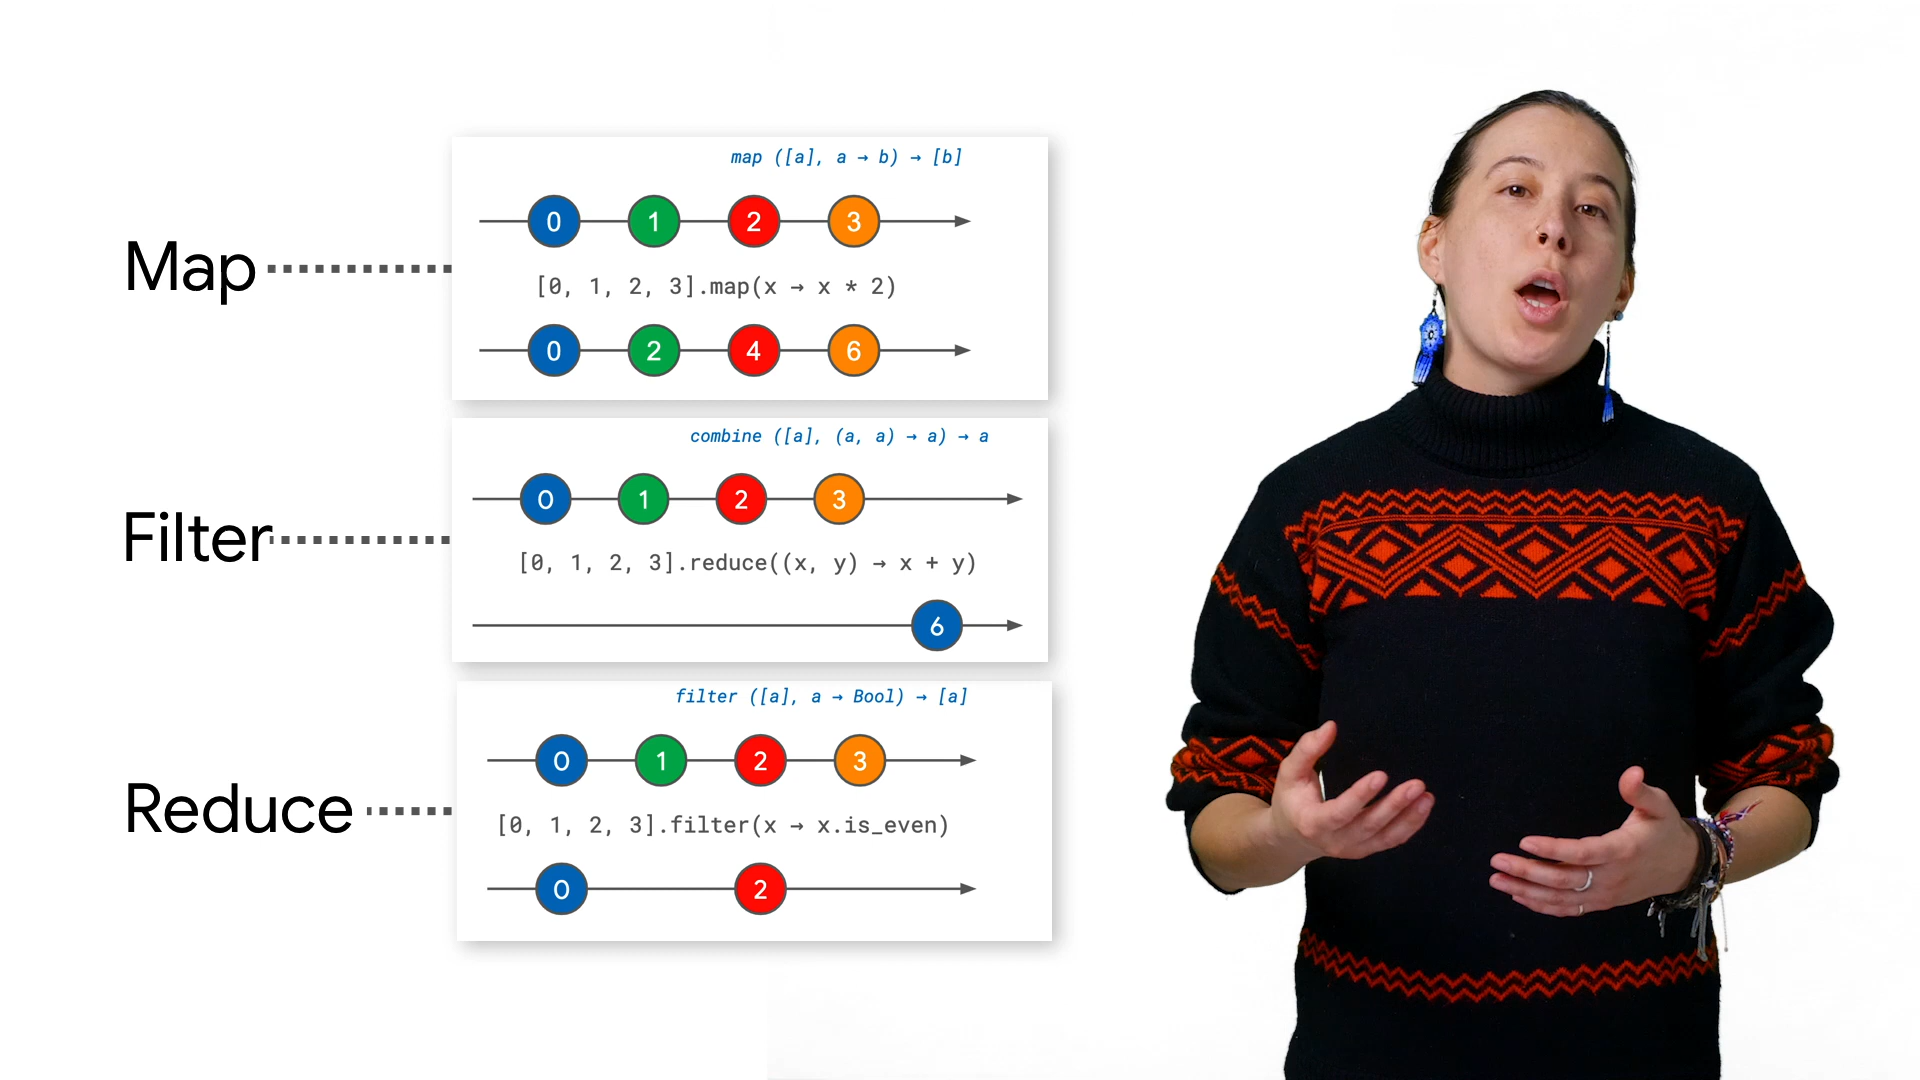 Map
map ([a], a → b) → [b]
0 1 2 3
[0, 1, 2, 3].map(x → x * 2)
0 2 4 6
Filter
combine ([a], (a, a) → a) → a
0 1 2 3
[0, 1, 2, 3].reduce((x, y) → x + y)
6
Reduce
filter ([a], a → Bool) → [a]
0 1 2 3
[0, 1, 2, 3].filter(x → x.is_even)
0 2